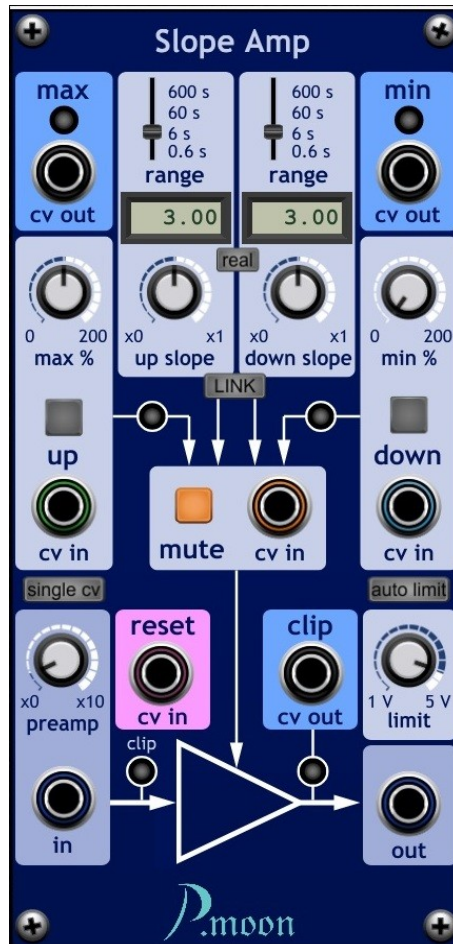 Slope Amp
max
cv out
600 s
60 s
6 s
0.6 s
range
3.00
600 s
60 s
6 s
0.6 s
range
3.00
min
cv out
real
0 200
max %
x0 x1
up slope
x0 x1
down slope
0 200
min %
LINK
up
cv in
mute
cv in
down
cv in
single cv
auto limit
x0 x10
preamp
reset
cv in
clip
cv out
1 V 5 V
limit
clip
in
out
P.moon